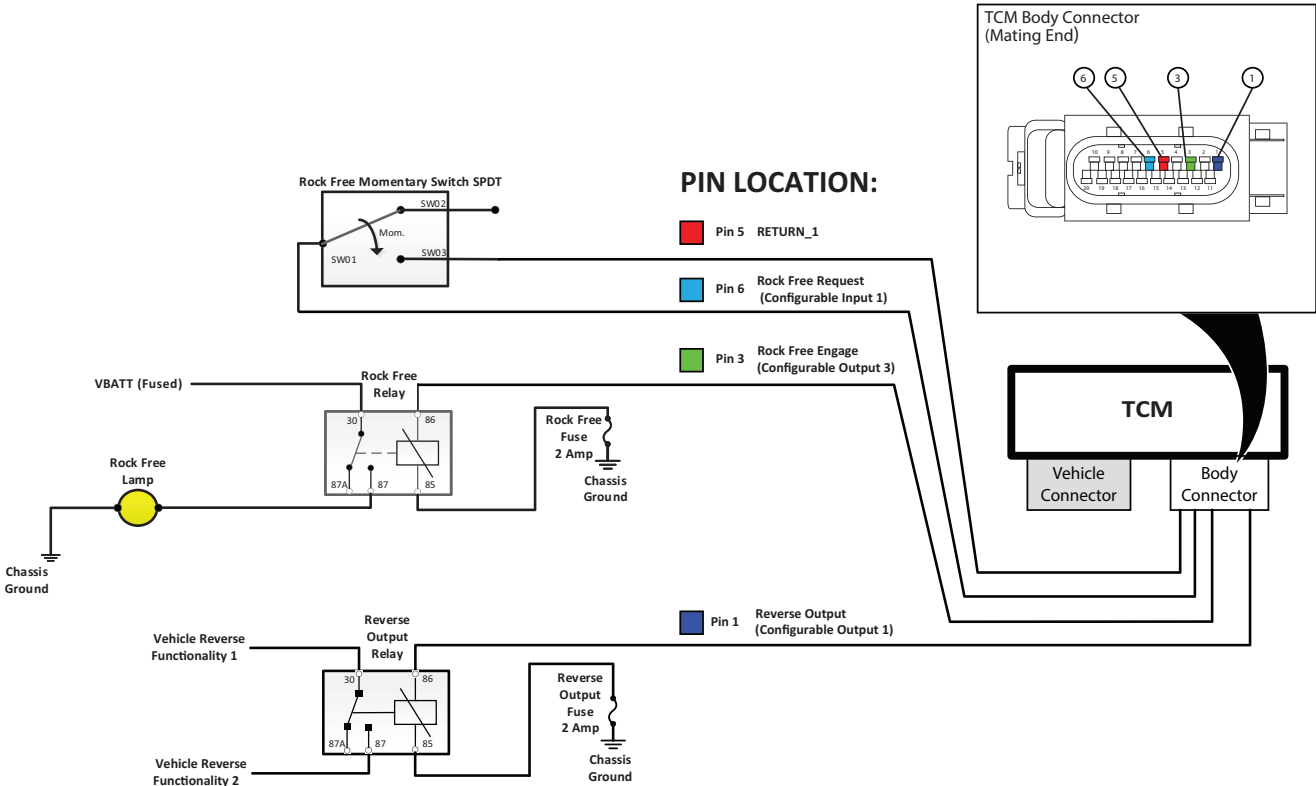 TCM Body Connector
(Mating End)
6 5 3 1
10 9 8 7 6 5 4 3 2 1
20 19 18 17 16 15 14 13 12 11
Rock Free Momentary Switch SPDT
SW02
Mom.
SW01
SW03
PIN LOCATION:
Pin 5 RETURN_1
Pin 6 Rock Free Request
(Configurable Input 1)
Pin 3 Rock Free Engage
(Configurable Output 3)
VBATT (Fused)
Rock Free
Relay
30
86
87A
87
85
Rock Free
Fuse
2 Amp
Chassis
Ground
Rock Free
Lamp
Chassis
Ground
TCM
Vehicle
Connector
Body
Connector
Pin 1 Reverse Output
(Configurable Output 1)
Vehicle Reverse
Functionality 1
Reverse
Output
Relay
30
86
87A
87
85
Reverse
Output
Fuse
2 Amp
Chassis
Ground
Vehicle Reverse
Functionality 2